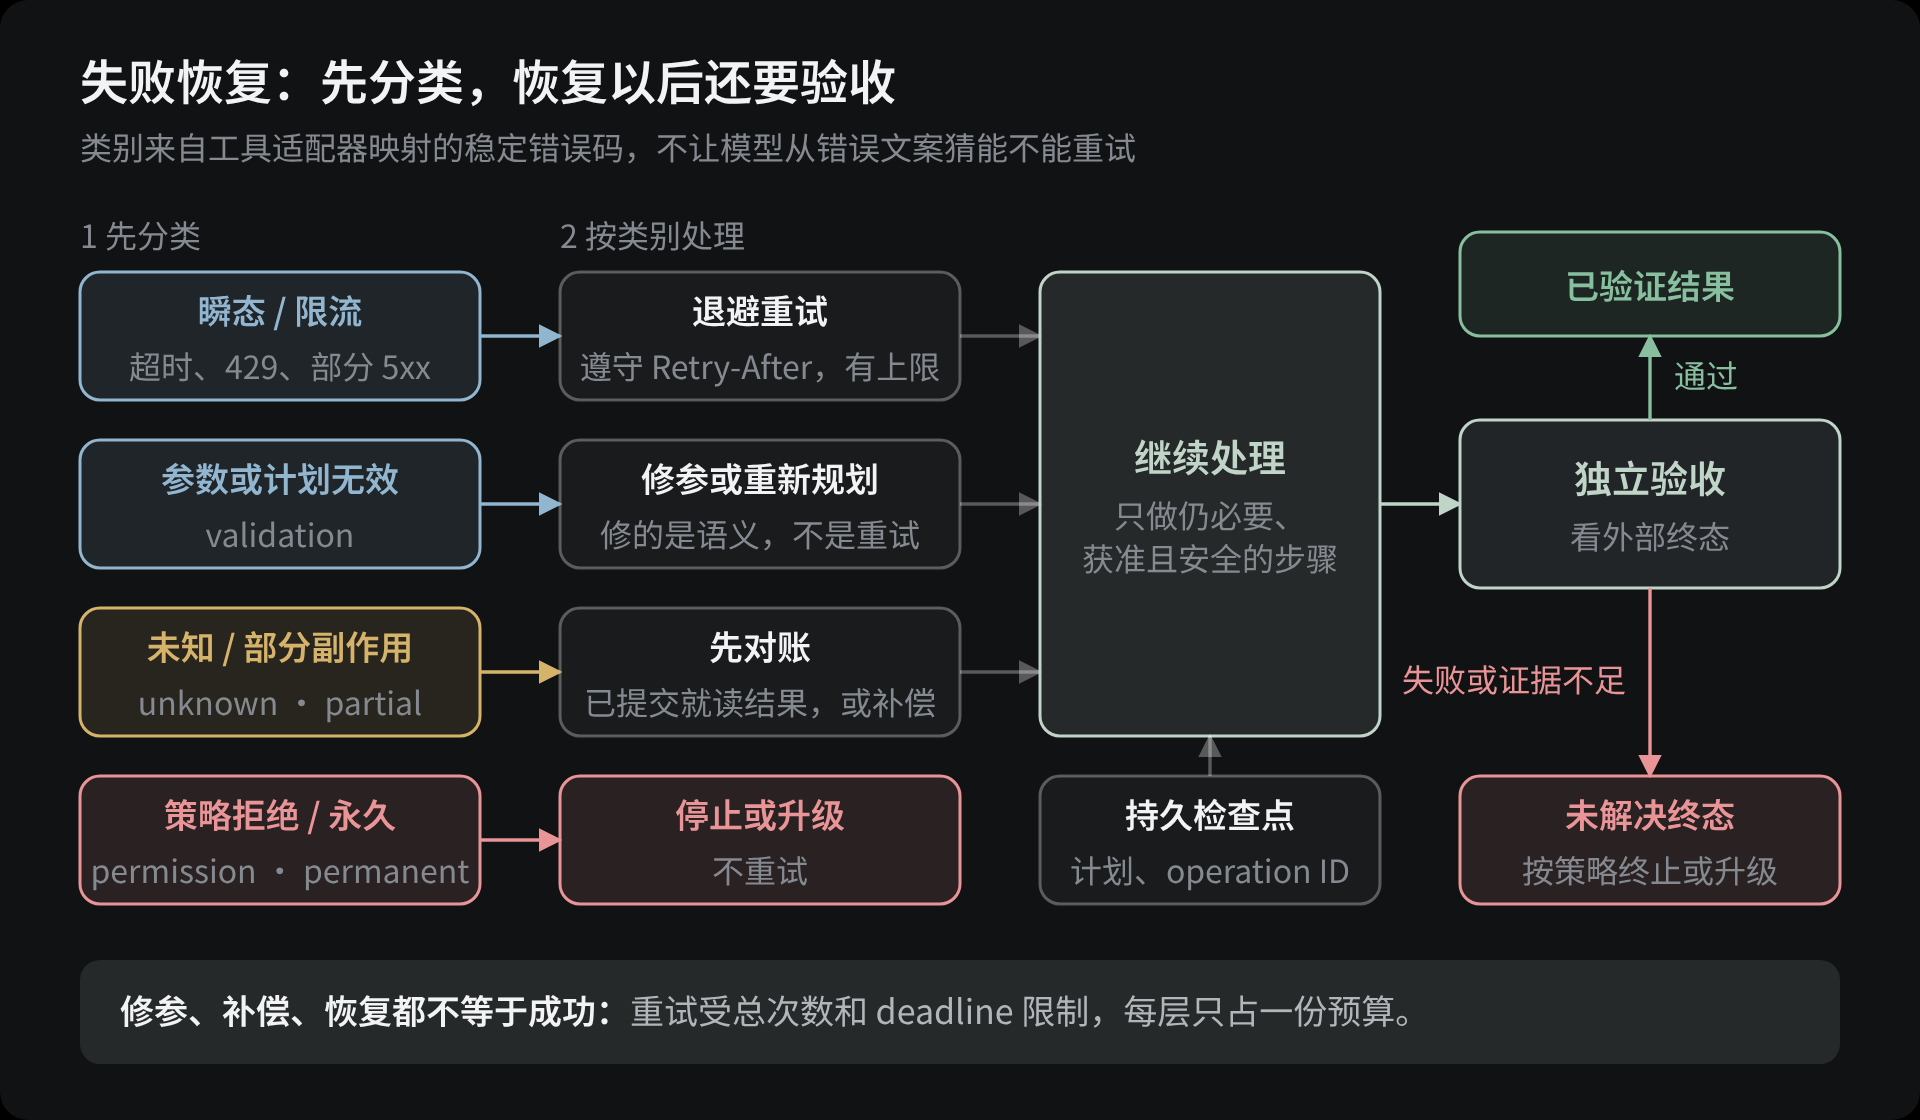 失败恢复：先分类，恢复以后还要验收
类别来自工具适配器映射的稳定错误码，不让模型从错误文案猜能不能重试
1 先分类
2 按类别处理
瞬态 / 限流
超时、429、部分 5xx
退避重试
遵守 Retry-After，有上限
参数或计划无效
validation
修参或重新规划
修的是语义，不是重试
未知 / 部分副作用
unknown · partial
先对账
已提交就读结果，或补偿
策略拒绝 / 永久
permission · permanent
停止或升级
不重试
继续处理
只做仍必要、
获准且安全的步骤
持久检查点
计划、operation ID
已验证结果
通过
独立验收
看外部终态
失败或证据不足
未解决终态
按策略终止或升级
修参、补偿、恢复都不等于成功：重试受总次数和 deadline 限制，每层只占一份预算。